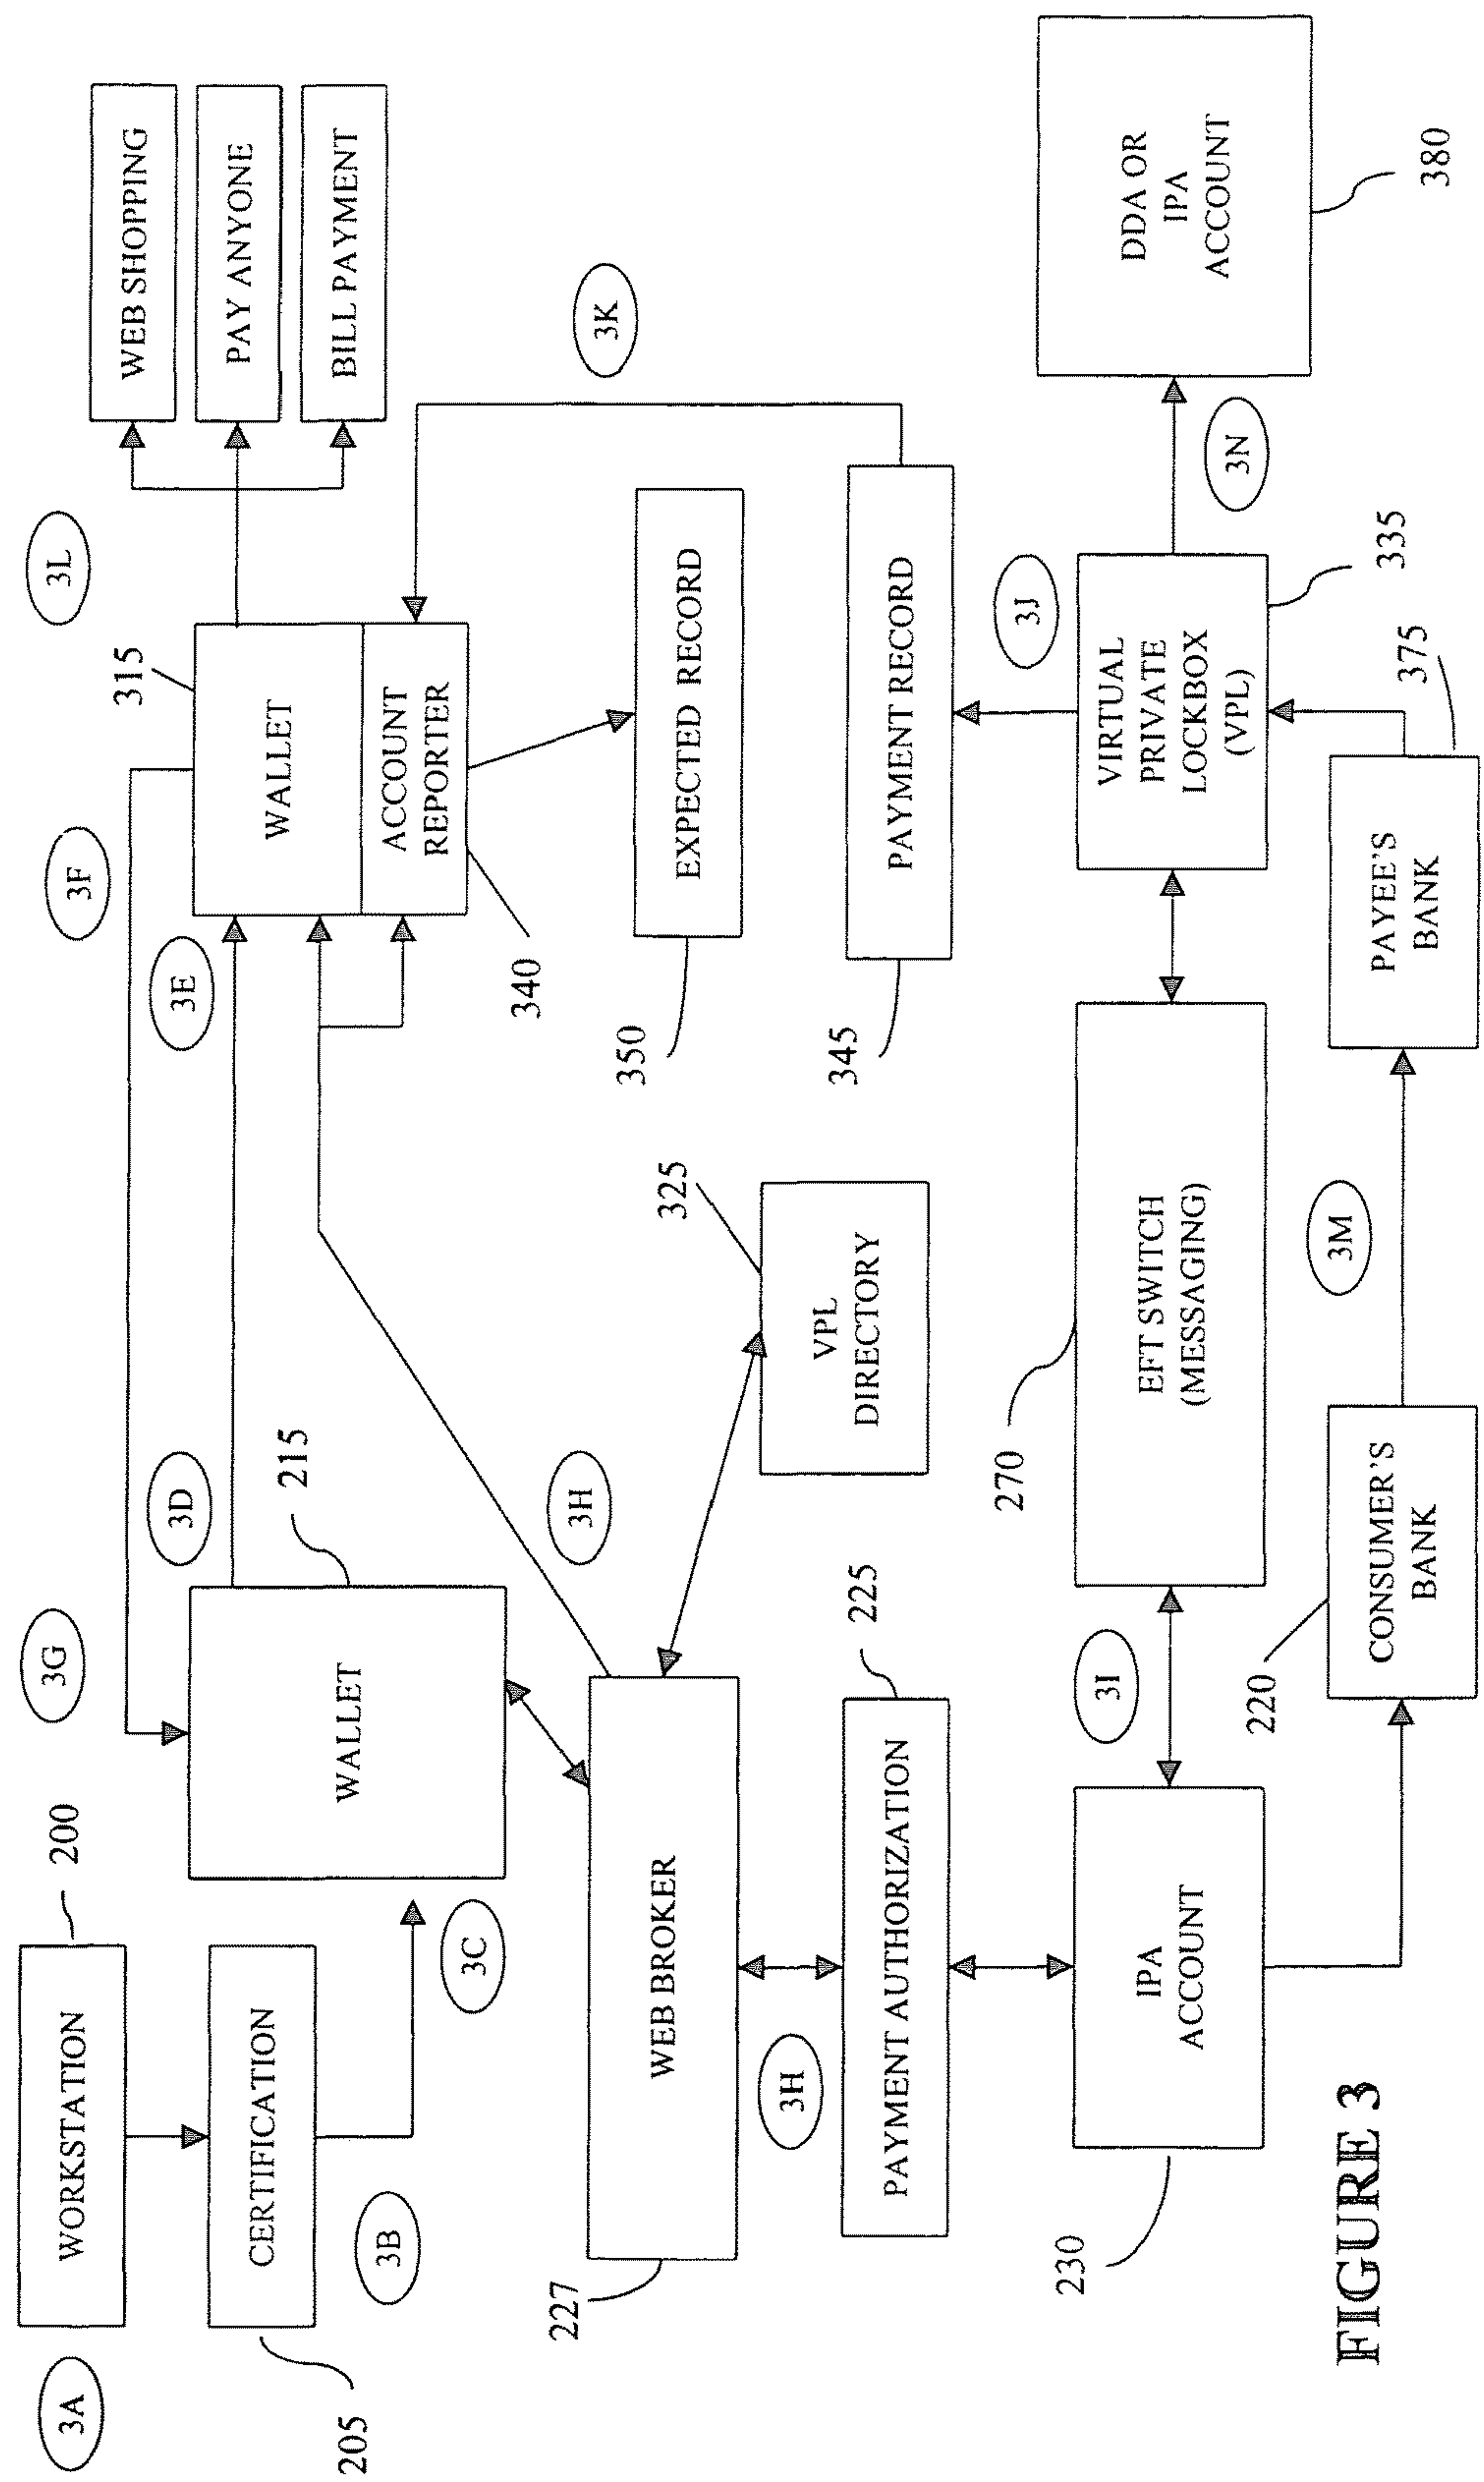 3A
WORKSTATION
200
3G
3F
3L
205
CERTIFICATION
3B
3C
WALLET
215
3D
3E
WALLET
315
ACCOUNT
REPORTER
340
WEB SHOPPING
PAY ANYONE
BILL PAYMENT
227
WEB BROKER
3H
3H
VPL
DIRECTORY
325
350
EXPECTED RECORD
3K
PAYMENT AUTHORIZATION
225
345
PAYMENT RECORD
3J
230
IPA
ACCOUNT
3I
270
EFT SWITCH
(MESSAGING)
VIRTUAL
PRIVATE
LOCKBOX
(VPL)
335
3N
DDA OR
IPA
ACCOUNT
380
220
CONSUMER'S
BANK
3M
PAYEE'S
BANK
375
FIGURE 3